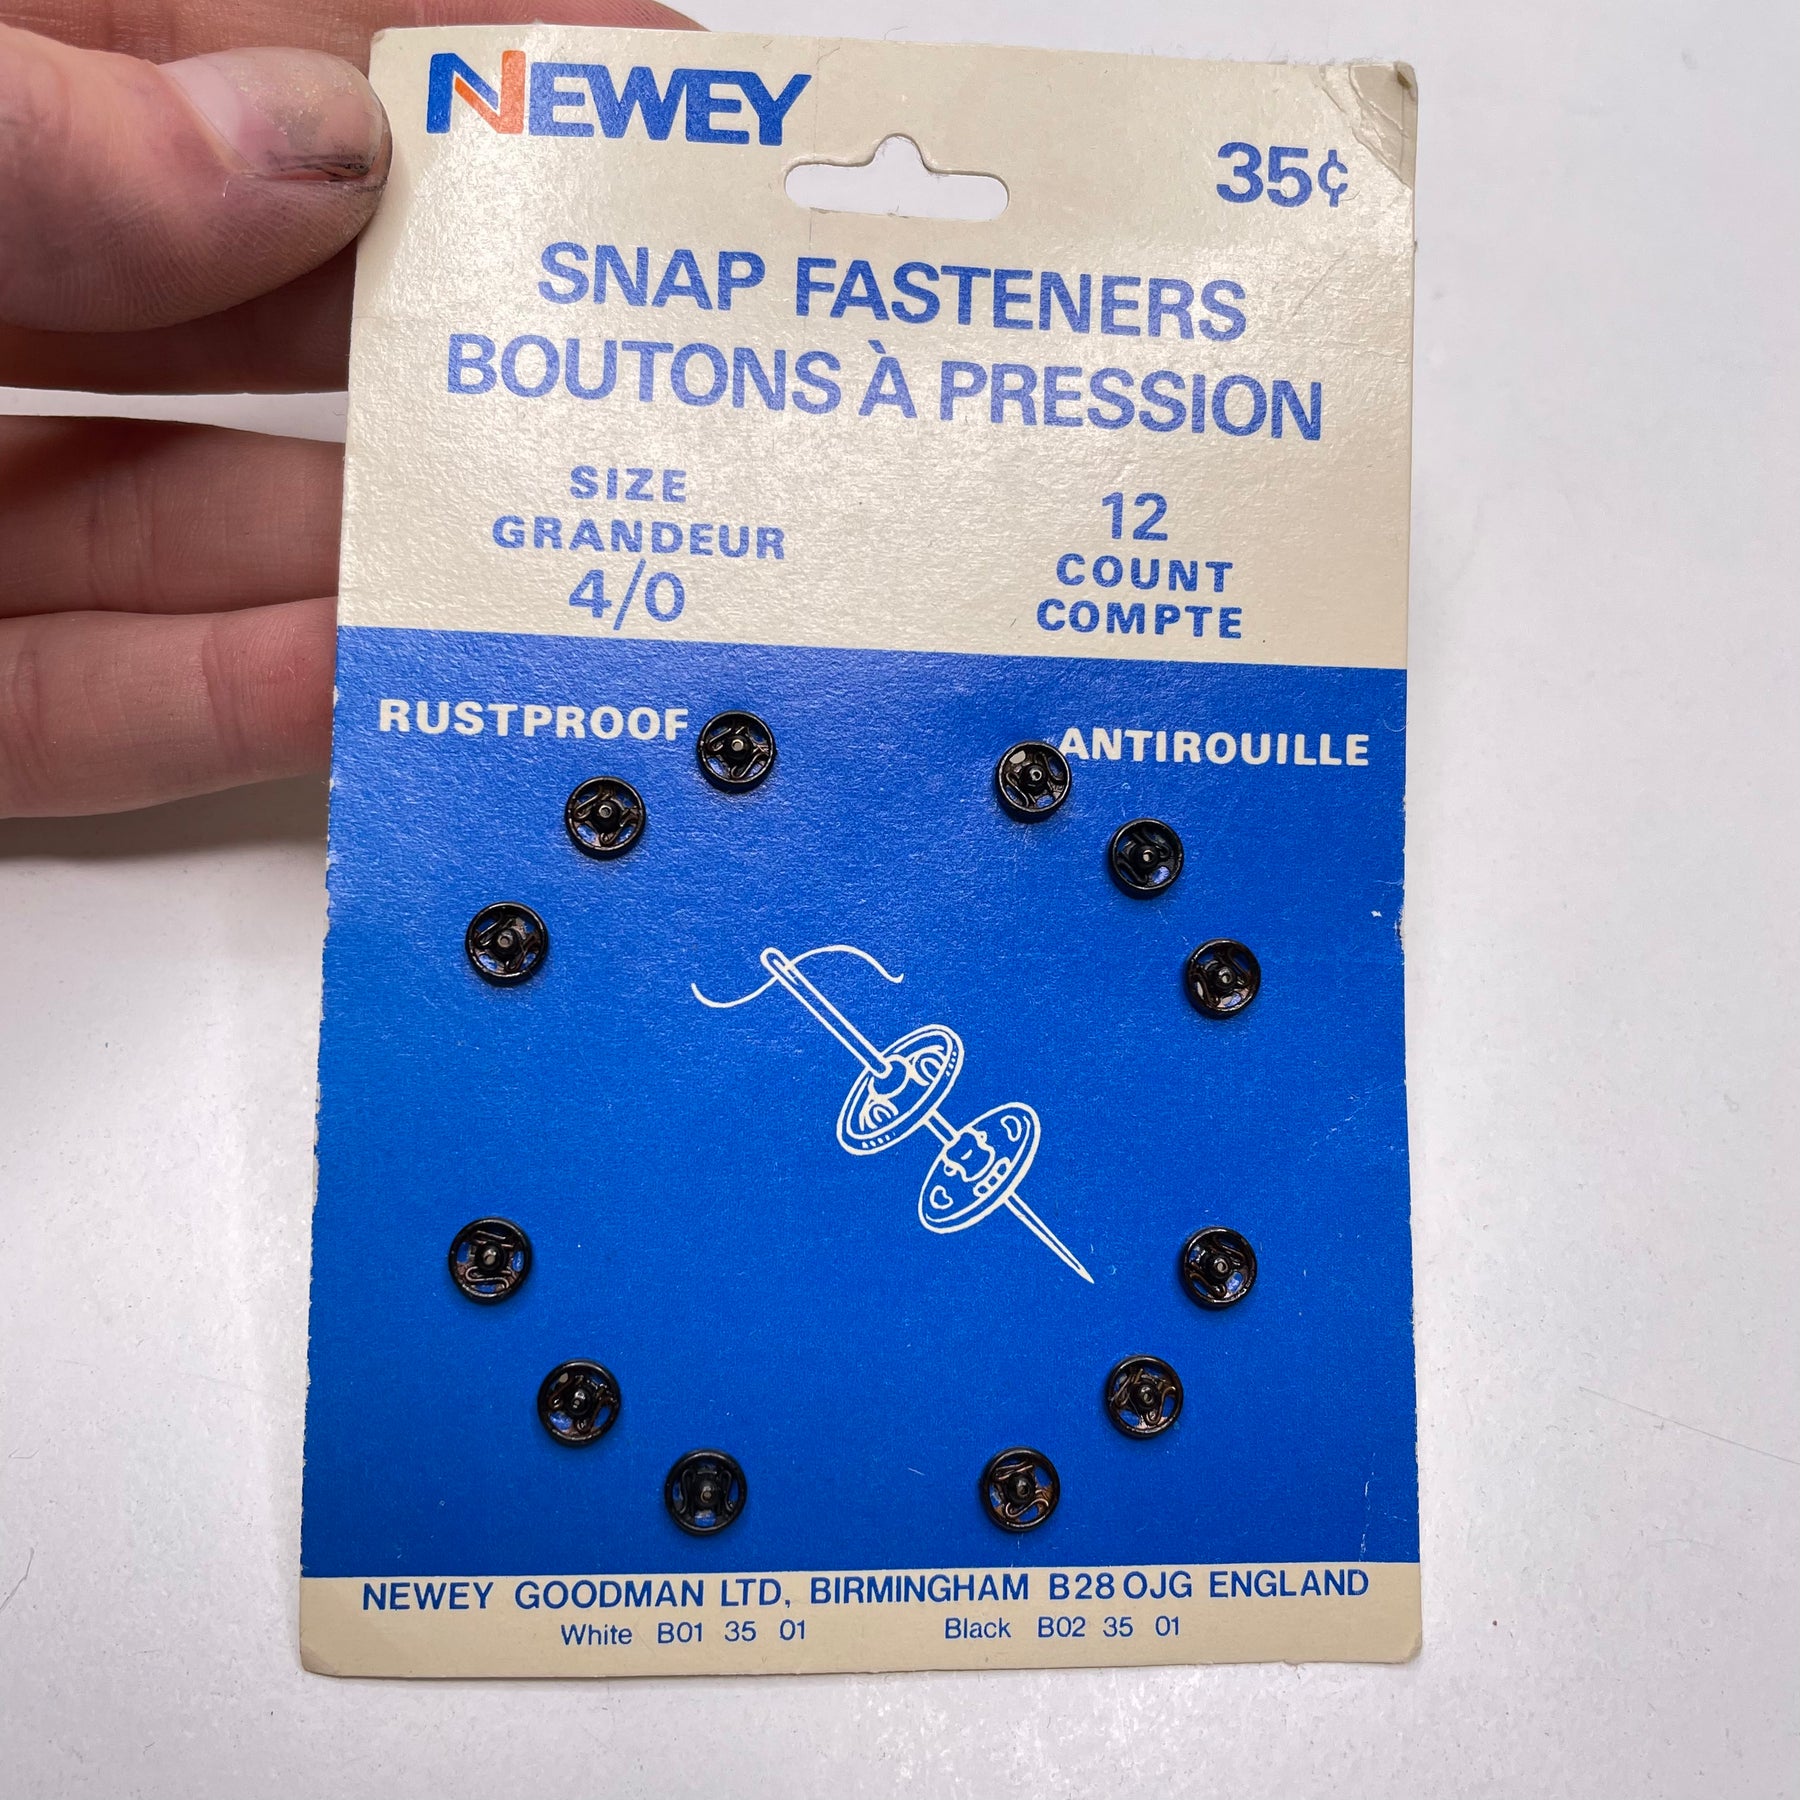 NEWEY
35¢
SNAP FASTENERS
BOUTONS À PRESSION
SIZE
GRANDEUR
4/0
12
COUNT
COMPTE
RUSTPROOF
ANTIROUILLE
NEWEY GOODMAN LTD, BIRMINGHAM B28 OJG ENGLAND
White B01 35 01 Black B02 35 01